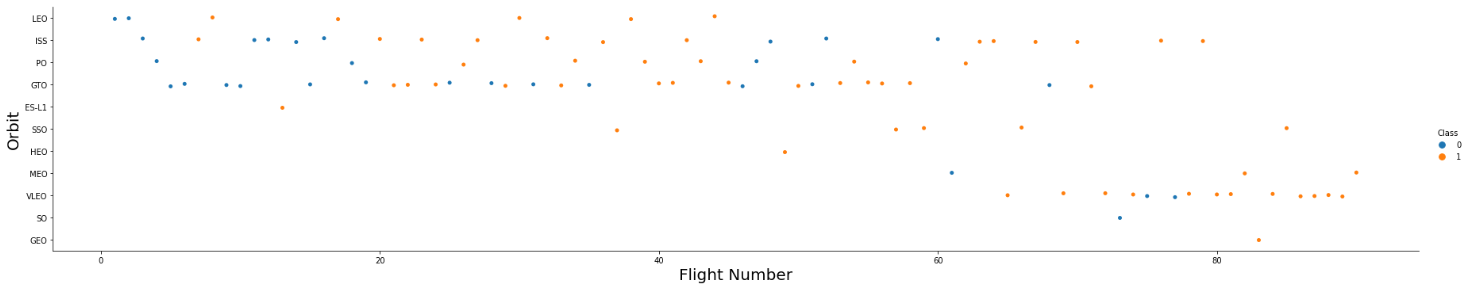 LEO
ISS
PO
GTO
ES-L1
SSO
HEO
MEO
VLEO
SO
GEO
Orbit
0 20 40 60 80
Flight Number
Class
0
1